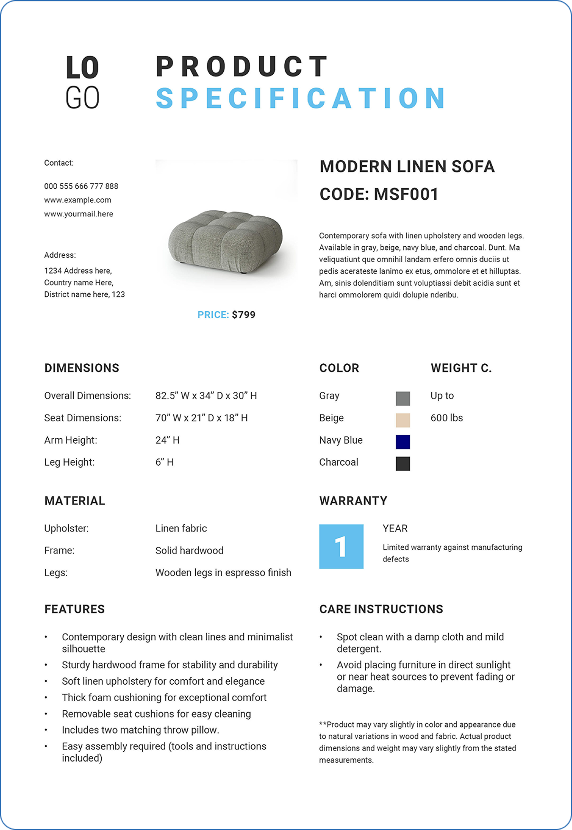 LO
GO
PRODUCT
SPECIFICATION
Contact:
000 555 666 777 888
www.example.com
www.yourmail.here
Address:
1234 Address here,
Country name Here,
District name here, 123
PRICE: $799
MODERN LINEN SOFA
CODE: MSF001
Contemporary sofa with linen upholstery and wooden legs.
Available in gray, beige, navy blue, and charcoal. Dunt. Ma
veliquatiunt que omnihil landam erfero omnis duciis ut
pedis acerateste lanimo ex etus, ommolore et et hilluptas.
Am, sinis dolenditiam sunt voluptassi debit acidia sunt et
harci ommolorem quidi dolupie nderibu.
DIMENSIONS
Overall Dimensions: 82.5” W x 34” D x 30” H
Seat Dimensions: 70” W x 21” D x 18” H
Arm Height: 24” H
Leg Height: 6” H
COLOR
Gray
Beige
Navy Blue
Charcoal
WEIGHT C.
Up to
600 lbs
MATERIAL
Upholster: Linen fabric
Frame: Solid hardwood
Legs: Wooden legs in espresso finish
WARRANTY
1
YEAR
Limited warranty against manufacturing
defects
FEATURES
• Contemporary design with clean lines and minimalist
silhouette
• Sturdy hardwood frame for stability and durability
• Soft linen upholstery for comfort and elegance
• Thick foam cushioning for exceptional comfort
• Removable seat cushions for easy cleaning
• Includes two matching throw pillow.
• Easy assembly required (tools and instructions
included)
CARE INSTRUCTIONS
• Spot clean with a damp cloth and mild
detergent.
• Avoid placing furniture in direct sunlight
or near heat sources to prevent fading or
damage.
**Product may vary slightly in color and appearance due
to natural variations in wood and fabric. Actual product
dimensions and weight may vary slightly from the stated
measurements.